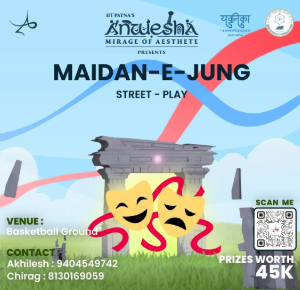 IIT PATNA'S
ANWESHA
MIRAGE OF AESTHETE
PRESENTS
MAIDAN-E-JUNG
STREET - PLAY
SCAN ME
VENUE :
Basketball Ground
CONTACT :
Akhilesh : 9404549742
Chirag : 8130169059
PRIZES WORTH
45K